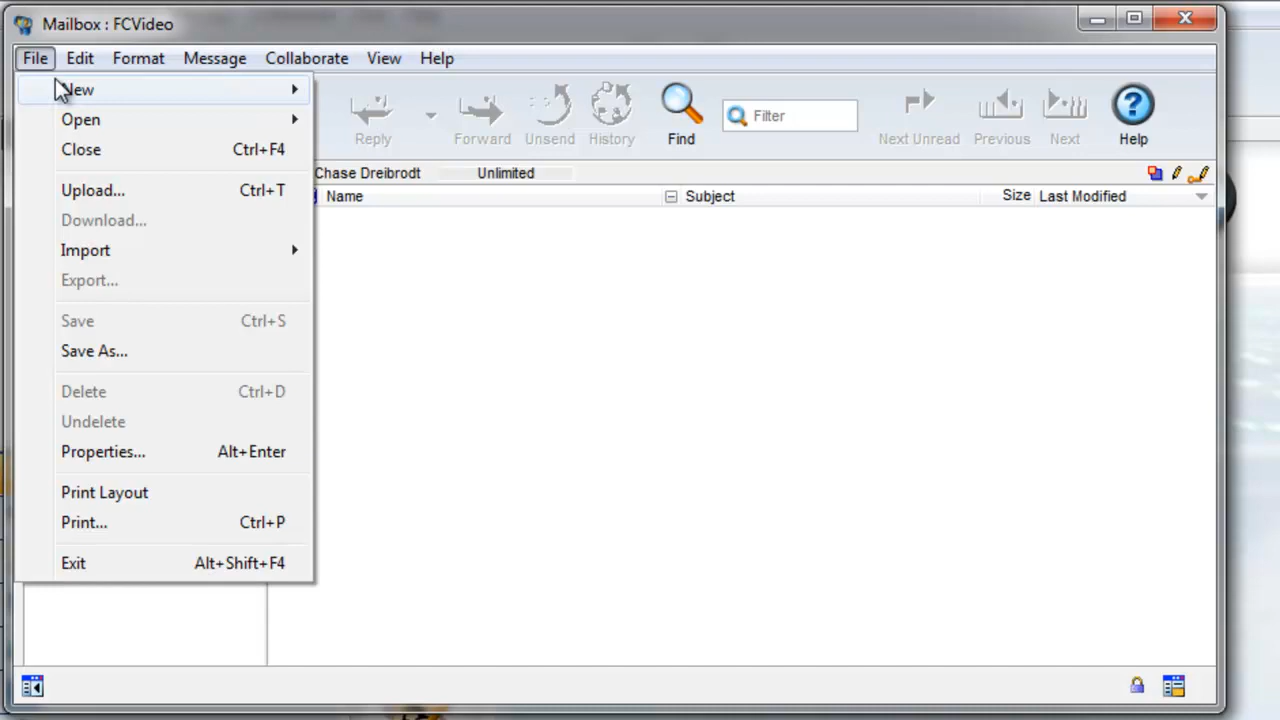 Mailbox : FCVideo
File Edit Format Message Collaborate View Help
New
Open
Close Ctrl+F4
Upload... Ctrl+T
Download...
Import
Export...
Save Ctrl+S
Save As...
Delete Ctrl+D
Undelete
Properties... Alt+Enter
Print Layout
Print... Ctrl+P
Exit Alt+Shift+F4
Reply Forward Unsend History Find Filter Next Unread Previous Next Help
Chase Dreibrodt Unlimited
Name Subject Size Last Modified